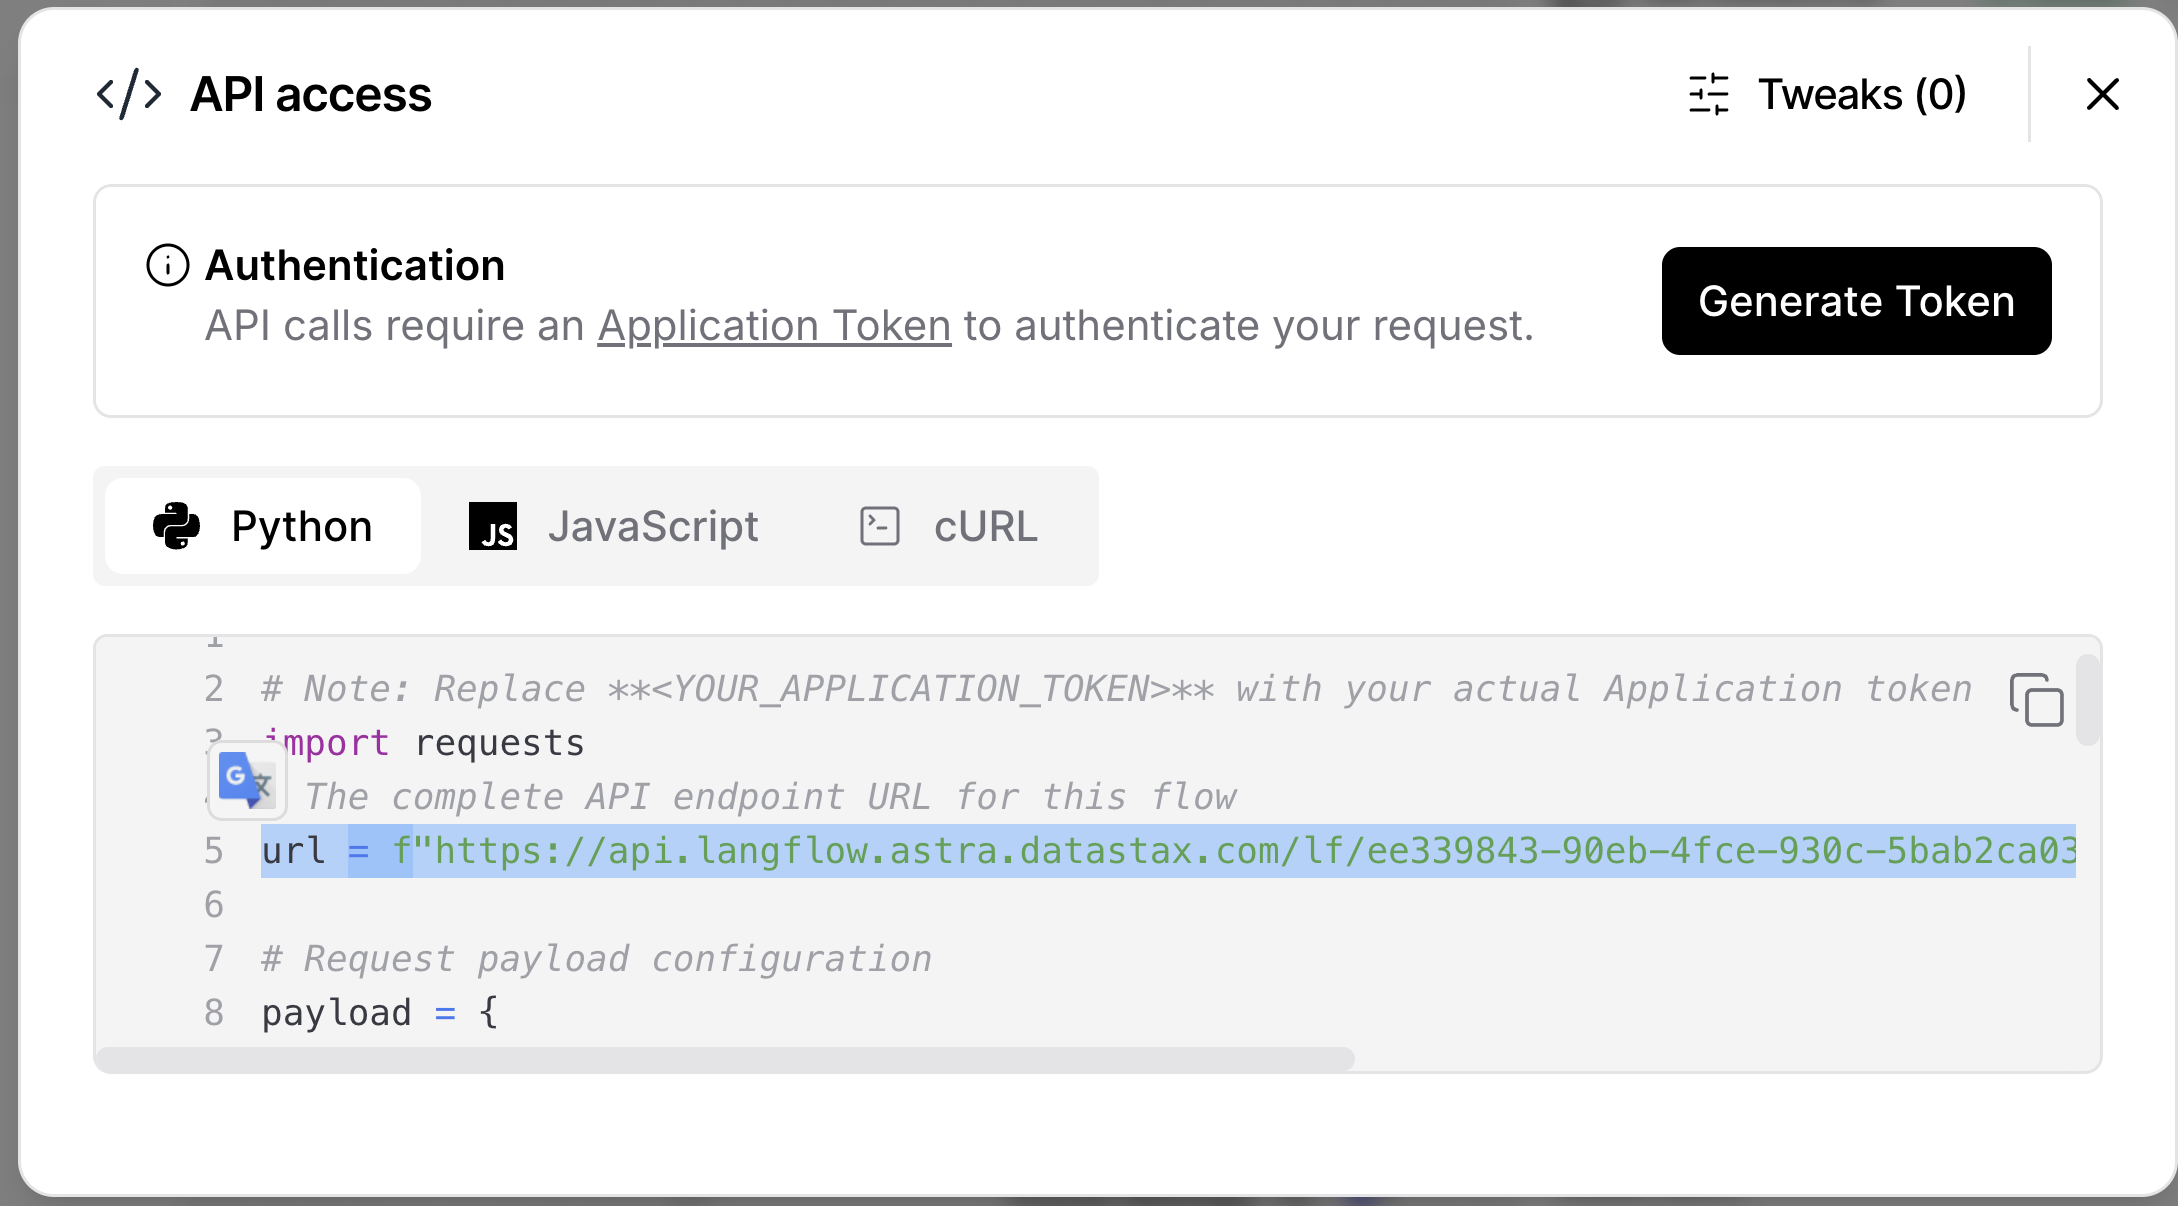 </> API access
Tweaks (0)
Authentication
API calls require an Application Token to authenticate your request.
Generate Token
Python
JS JavaScript
cURL
1
2 # Note: Replace **<YOUR_APPLICATION_TOKEN>** with your actual Application token
3 import requests
The complete API endpoint URL for this flow
5 url = f"https://api.langflow.astra.datastax.com/lf/ee339843-90eb-4fce-930c-5bab2ca03
6
7 # Request payload configuration
8 payload = {